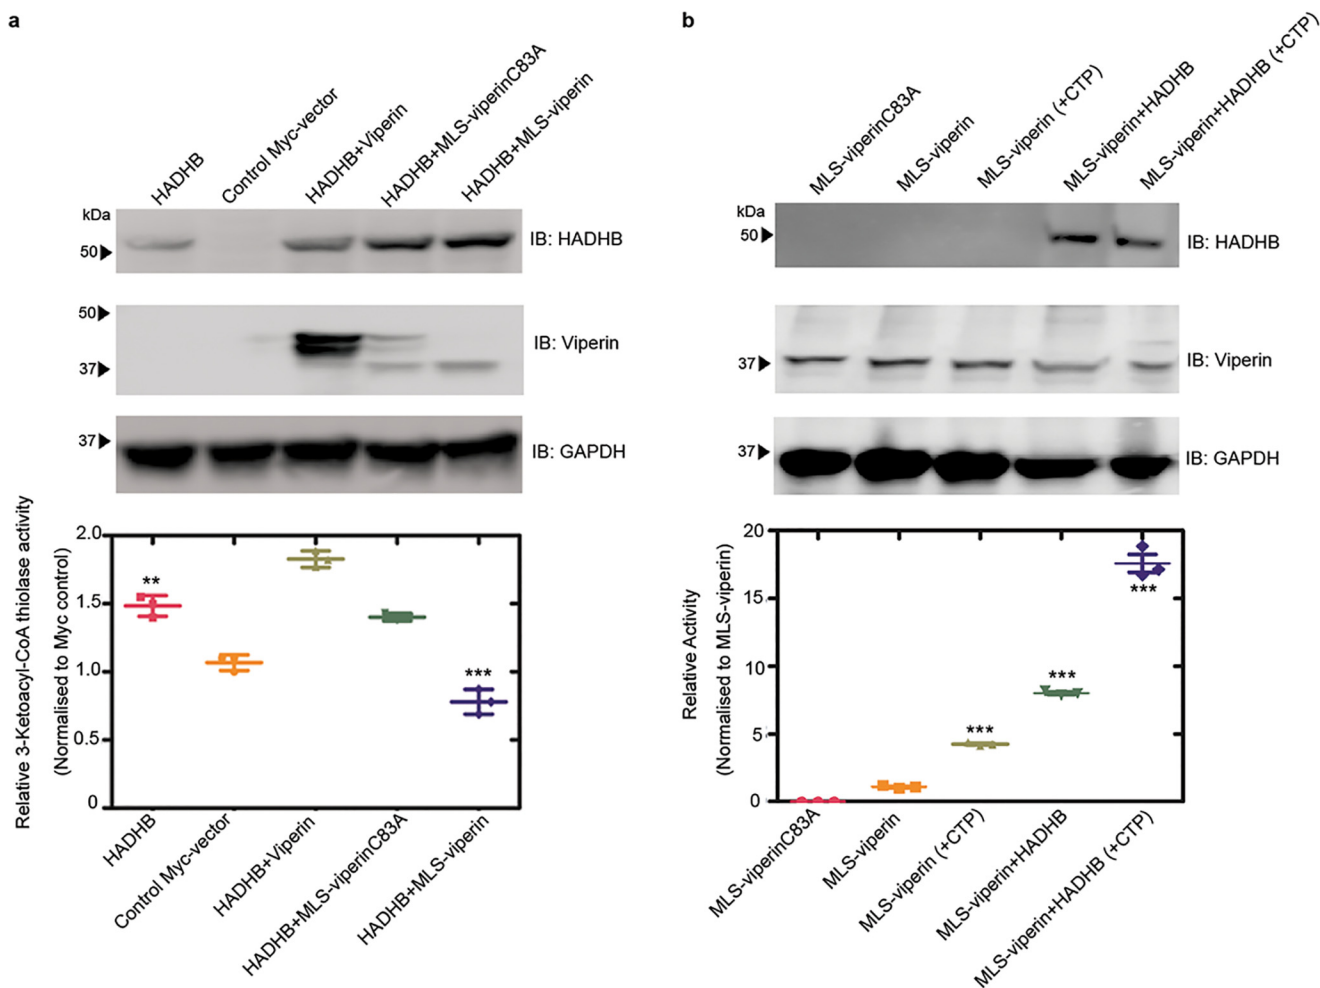 a
HADHB
Control Myc-vector
HADHB+Viperin
HADHB+MLS-viperinC83A
HADHB+MLS-viperin
kDa
50
IB: HADHB
50
37
IB: Viperin
37
IB: GAPDH
Relative 3-Ketoacyl-CoA thiolase activity
(Normalised to Myc control)
2.0
1.5
1.0
0.5
0
**
***
HADHB
Control Myc-vector
HADHB+Viperin
HADHB+MLS-viperinC83A
HADHB+MLS-viperin
b
MLS-viperinC83A
MLS-viperin
MLS-viperin (+CTP)
MLS-viperin+HADHB
MLS-viperin+HADHB (+CTP)
kDa
50
IB: HADHB
37
IB: Viperin
37
IB: GAPDH
Relative Activity
(Normalised to MLS-viperin)
20
15
10
5
0
***
***
***
MLS-viperinC83A
MLS-viperin
MLS-viperin (+CTP)
MLS-viperin+HADHB
MLS-viperin+HADHB (+CTP)